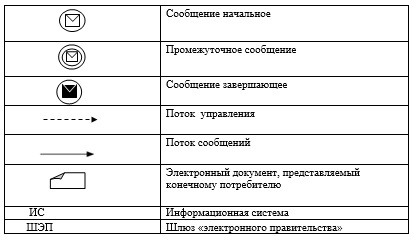 Сообщение начальное
Промежуточное сообщение
Сообщение завершающее
Поток управления
Поток сообщений
Электронный документ, представляемый
конечному потребителю
ИС Информационная система
ШЭП Шлюз «электронного правительства»